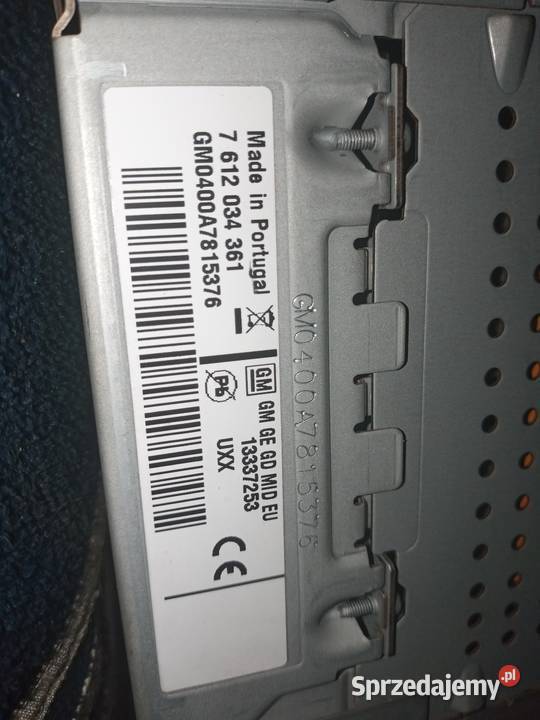 Made in Portugal
7 612 034 361
GM0400A7815376
GM GM GE GD MID EU
13337253
UXX
Pb
CE
GM0400A7815376
Sprzedajemy.pl